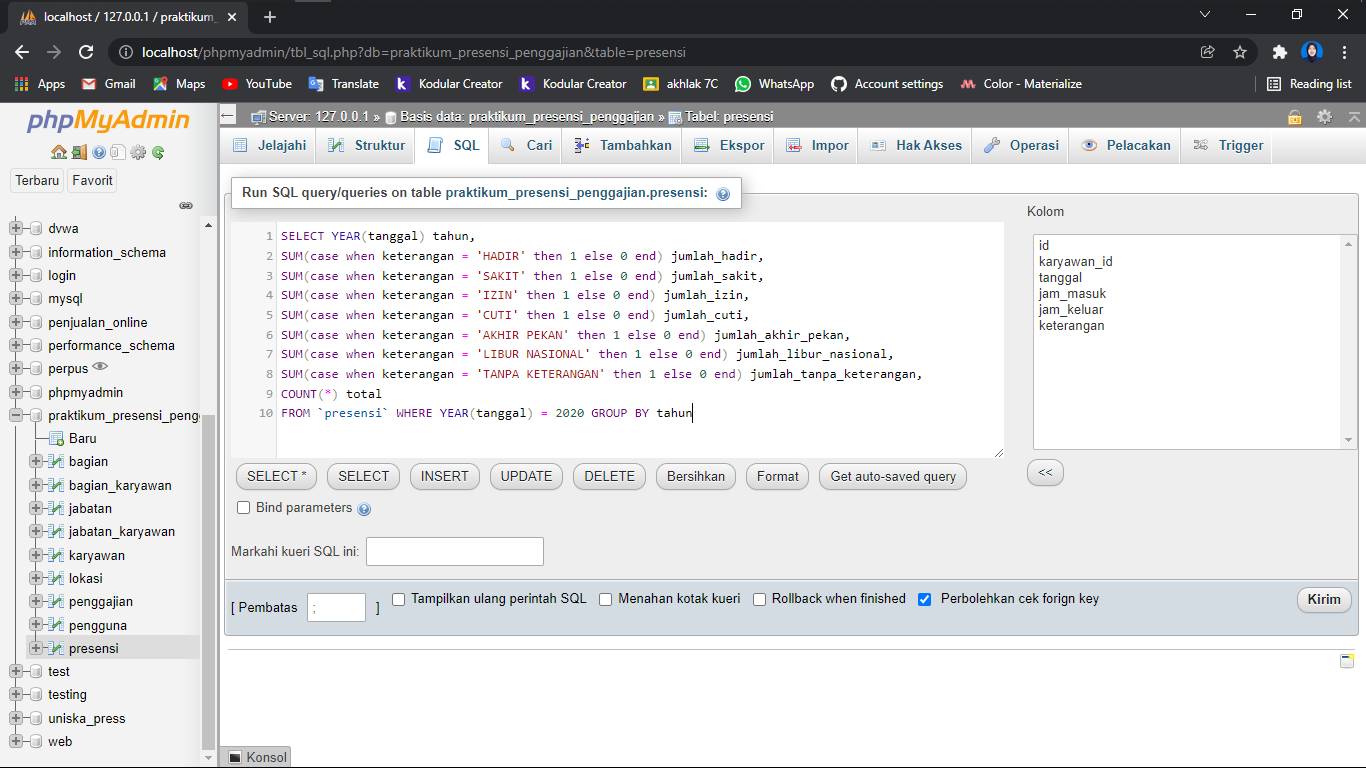 localhost / 127.0.0.1 / praktikum_
localhost/phpmyadmin/tbl_sql.php?db=praktikum_presensi_penggajian&table=presensi
Apps Gmail Maps YouTube Translate Kodular Creator Kodular Creator akhlak 7C WhatsApp Account settings Color - Materialize Reading list
phpMyAdmin
Terbaru Favorit
dvwa
information_schema
login
mysql
penjualan_online
performance_schema
perpus
phpmyadmin
praktikum_presensi_peng
Baru
bagian
bagian_karyawan
jabatan
jabatan_karyawan
karyawan
lokasi
penggajian
pengguna
presensi
test
testing
uniska_press
web
Server: 127.0.0.1 » Basis data: praktikum_presensi_penggajian » Tabel: presensi
Jelajahi Struktur SQL Cari Tambahkan Ekspor Impor Hak Akses Operasi Pelacakan Trigger
Run SQL query/queries on table praktikum_presensi_penggajian.presensi:
1 SELECT YEAR(tanggal) tahun,
2 SUM(case when keterangan = 'HADIR' then 1 else 0 end) jumlah_hadir,
3 SUM(case when keterangan = 'SAKIT' then 1 else 0 end) jumlah_sakit,
4 SUM(case when keterangan = 'IZIN' then 1 else 0 end) jumlah_izin,
5 SUM(case when keterangan = 'CUTI' then 1 else 0 end) jumlah_cuti,
6 SUM(case when keterangan = 'AKHIR PEKAN' then 1 else 0 end) jumlah_akhir_pekan,
7 SUM(case when keterangan = 'LIBUR NASIONAL' then 1 else 0 end) jumlah_libur_nasional,
8 SUM(case when keterangan = 'TANPA KETERANGAN' then 1 else 0 end) jumlah_tanpa_keterangan,
9 COUNT(*) total
10 FROM `presensi` WHERE YEAR(tanggal) = 2020 GROUP BY tahun
Kolom
id
karyawan_id
tanggal
jam_masuk
jam_keluar
keterangan
<<
SELECT * SELECT INSERT UPDATE DELETE Bersihkan Format Get auto-saved query
Bind parameters
Markahi kueri SQL ini:
[ Pembatas ; ] Tampilkan ulang perintah SQL Menahan kotak kueri Rollback when finished Perbolehkan cek forign key Kirim
Konsol